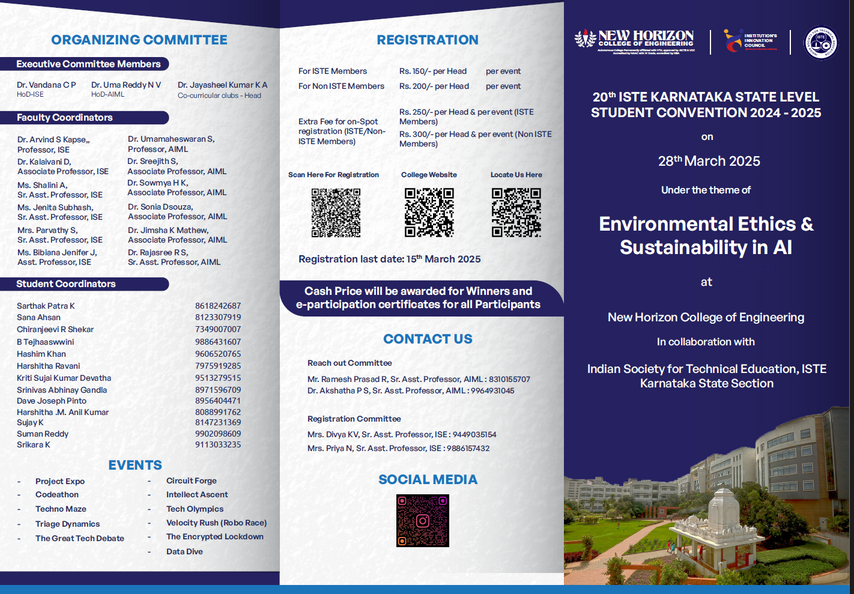 ORGANIZING COMMITTEE
Executive Committee Members
Dr. Vandana C P
HoD-ISE
Dr. Uma Reddy N V
HoD-AIML
Dr. Jayasheel Kumar K A
Co-curricular clubs - Head
Faculty Coordinators
Dr. Arvind S Kapse,,
Professor, ISE
Dr. Kalaivani D,
Associate Professor, ISE
Ms. Shalini A,
Sr. Asst. Professor, ISE
Ms. Jenita Subhash,
Sr. Asst. Professor, ISE
Mrs. Parvathy S,
Sr. Asst. Professor, ISE
Ms. Bibiana Jenifer J,
Asst. Professor, ISE
Dr. Umamaheswaran S,
Professor, AIML
Dr. Sreejith S,
Associate Professor, AIML
Dr. Sowmya H K,
Associate Professor, AIML
Dr. Sonia Dsouza,
Associate Professor, AIML
Dr. Jimsha K Mathew,
Associate Professor, AIML
Dr. Rajasree R S,
Sr. Asst. Professor, AIML
Student Coordinators
Sarthak Patra K 8618242687
Sana Ahsan 8123307919
Chiranjeevi R Shekar 7349007007
B Tejhaaswwini 9886431607
Hashim Khan 9606520765
Harshitha Ravani 7975919285
Kriti Sujai Kumar Devatha 9513279515
Srinivas Abhinay Gandla 8971596709
Dave Joseph Pinto 8956404471
Harshitha .M. Anil Kumar 8088991762
Sujay K 8147231369
Suman Reddy 9902098609
Srikara K 9113033235
EVENTS
- Project Expo
- Codeathon
- Techno Maze
- Triage Dynamics
- The Great Tech Debate
- Circuit Forge
- Intellect Ascent
- Tech Olympics
- Velocity Rush (Robo Race)
- The Encrypted Lockdown
- Data Dive
REGISTRATION
For ISTE Members Rs. 150/- per Head per event
For Non ISTE Members Rs. 200/- per Head per event
Extra Fee for on-Spot
registration (ISTE/Non-
ISTE Members)
Rs. 250/- per Head & per event (ISTE
Members)
Rs. 300/- per Head & per event (Non ISTE
Members)
Scan Here For Registration
College Website
Locate Us Here
Registration last date: 15th March 2025
Cash Price will be awarded for Winners and
e-participation certificates for all Participants
CONTACT US
Reach out Committee
Mr. Ramesh Prasad R, Sr. Asst. Professor, AIML : 8310155707
Dr. Akshatha P S, Sr. Asst. Professor, AIML : 9964931045
Registration Committee
Mrs. Divya KV, Sr. Asst. Professor, ISE : 9449035154
Mrs. Priya N, Sr. Asst. Professor, ISE : 9886157432
SOCIAL MEDIA
NEW HORIZON
COLLEGE OF ENGINEERING
INSTITUTION'S
INNOVATION
COUNCIL
20th ISTE KARNATAKA STATE LEVEL
STUDENT CONVENTION 2024 - 2025
on
28th March 2025
Under the theme of
Environmental Ethics &
Sustainability in AI
at
New Horizon College of Engineering
In collaboration with
Indian Society for Technical Education, ISTE
Karnataka State Section